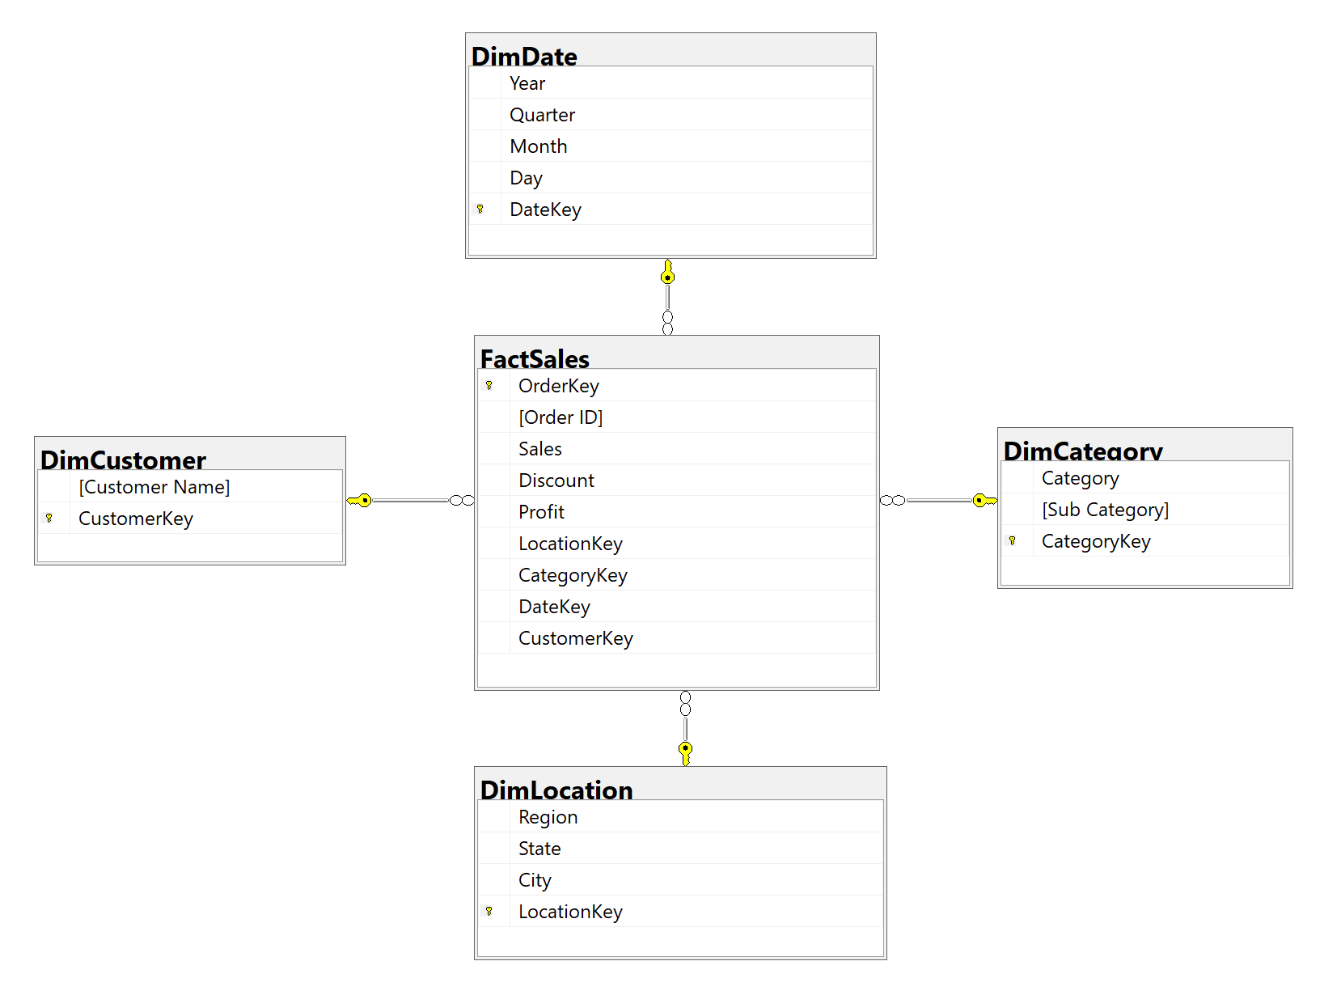 DimDate
Year
Quarter
Month
Day
DateKey
FactSales
OrderKey
[Order ID]
Sales
Discount
Profit
LocationKey
CategoryKey
DateKey
CustomerKey
DimCustomer
[Customer Name]
CustomerKey
DimCategory
Category
[Sub Category]
CategoryKey
DimLocation
Region
State
City
LocationKey